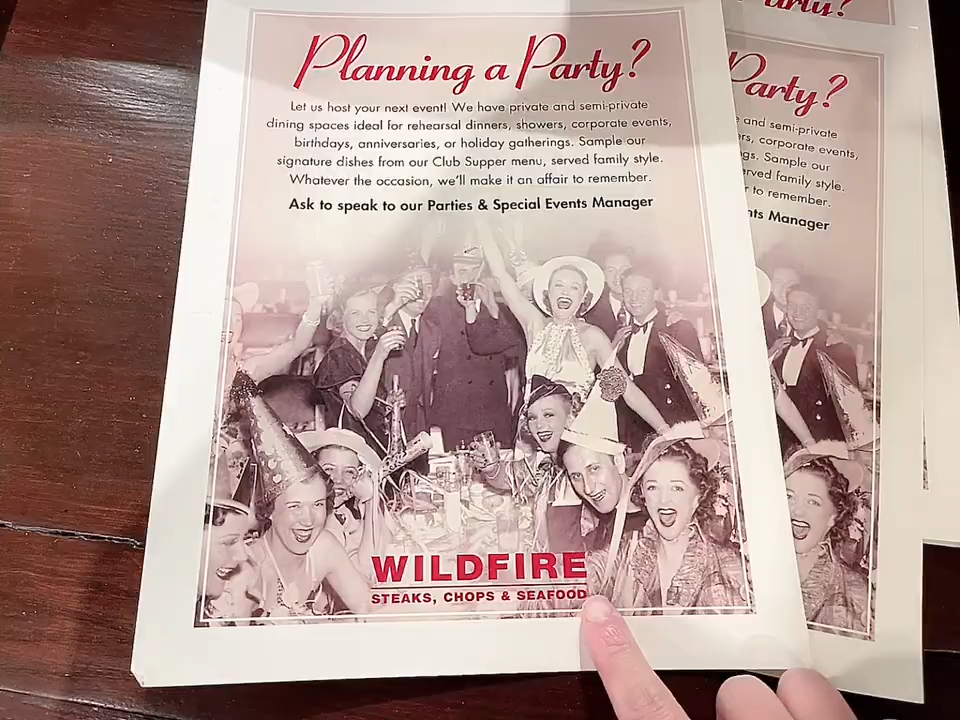 Planning a Party?
Let us host your next event! We have private and semi-private
dining spaces ideal for rehearsal dinners, showers, corporate events,
birthdays, anniversaries, or holiday gatherings. Sample our
signature dishes from our Club Supper menu, served family style.
Whatever the occasion, we'll make it an affair to remember.
Ask to speak to our Parties & Special Events Manager
WILDFIRE
STEAKS, CHOPS & SEAFOOD
Party?
and semi-private
corporate events,
Sample our
family style.
to remember.
Manager